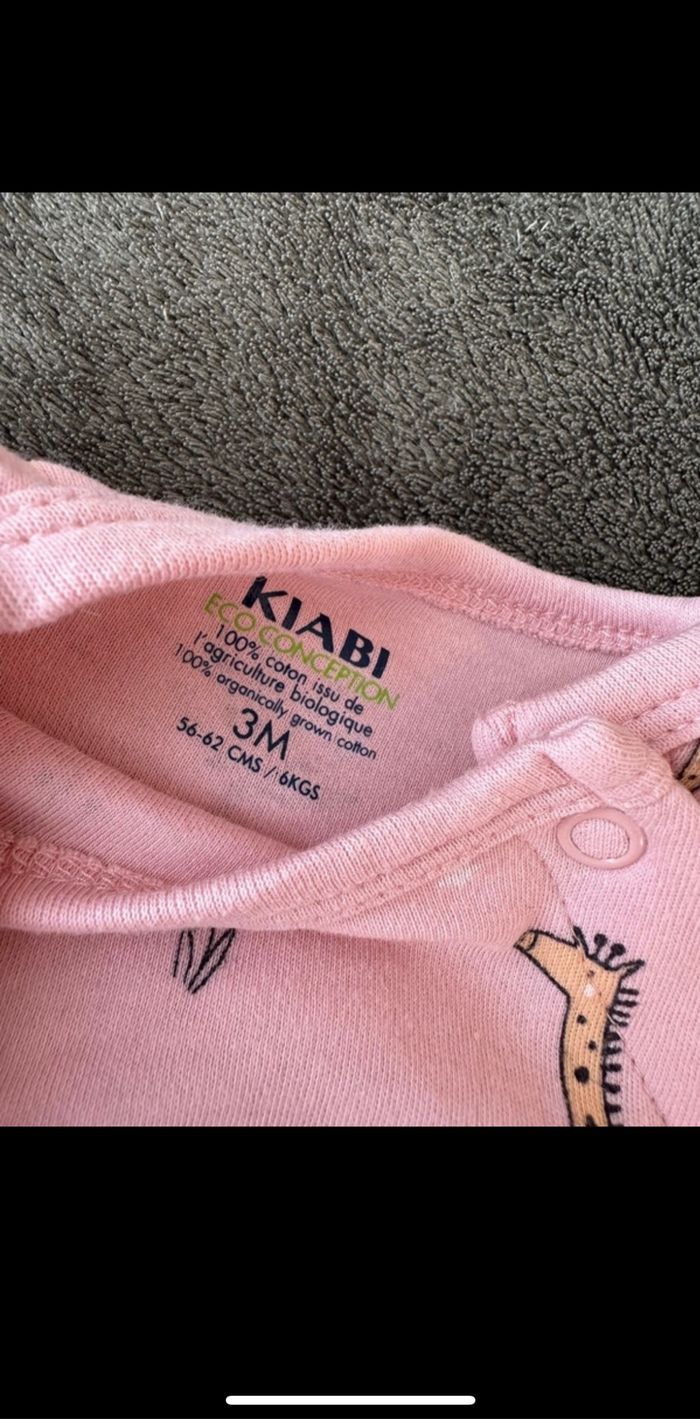 KIABI
ECO CONCEPTION
100% coton issu de
l'agriculture biologique
100% organically grown cotton
3M
56-62 CMS / 6KGS